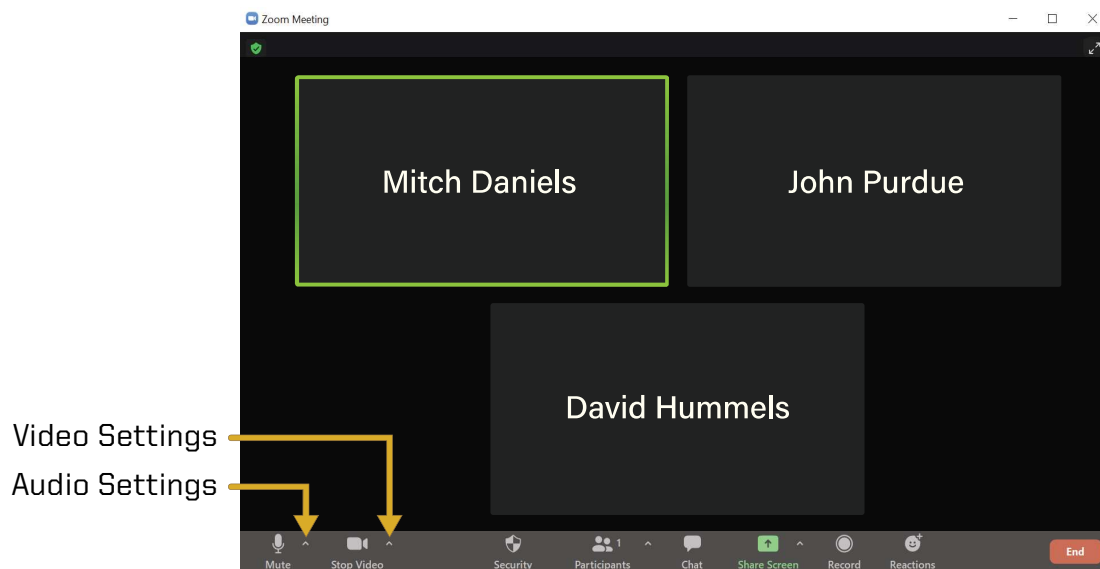 Zoom Meeting
Mitch Daniels
John Purdue
David Hummels
Video Settings
Audio Settings
1
Mute
Stop Video
Security
Participants
Chat
Share Screen
Record
Reactions
End